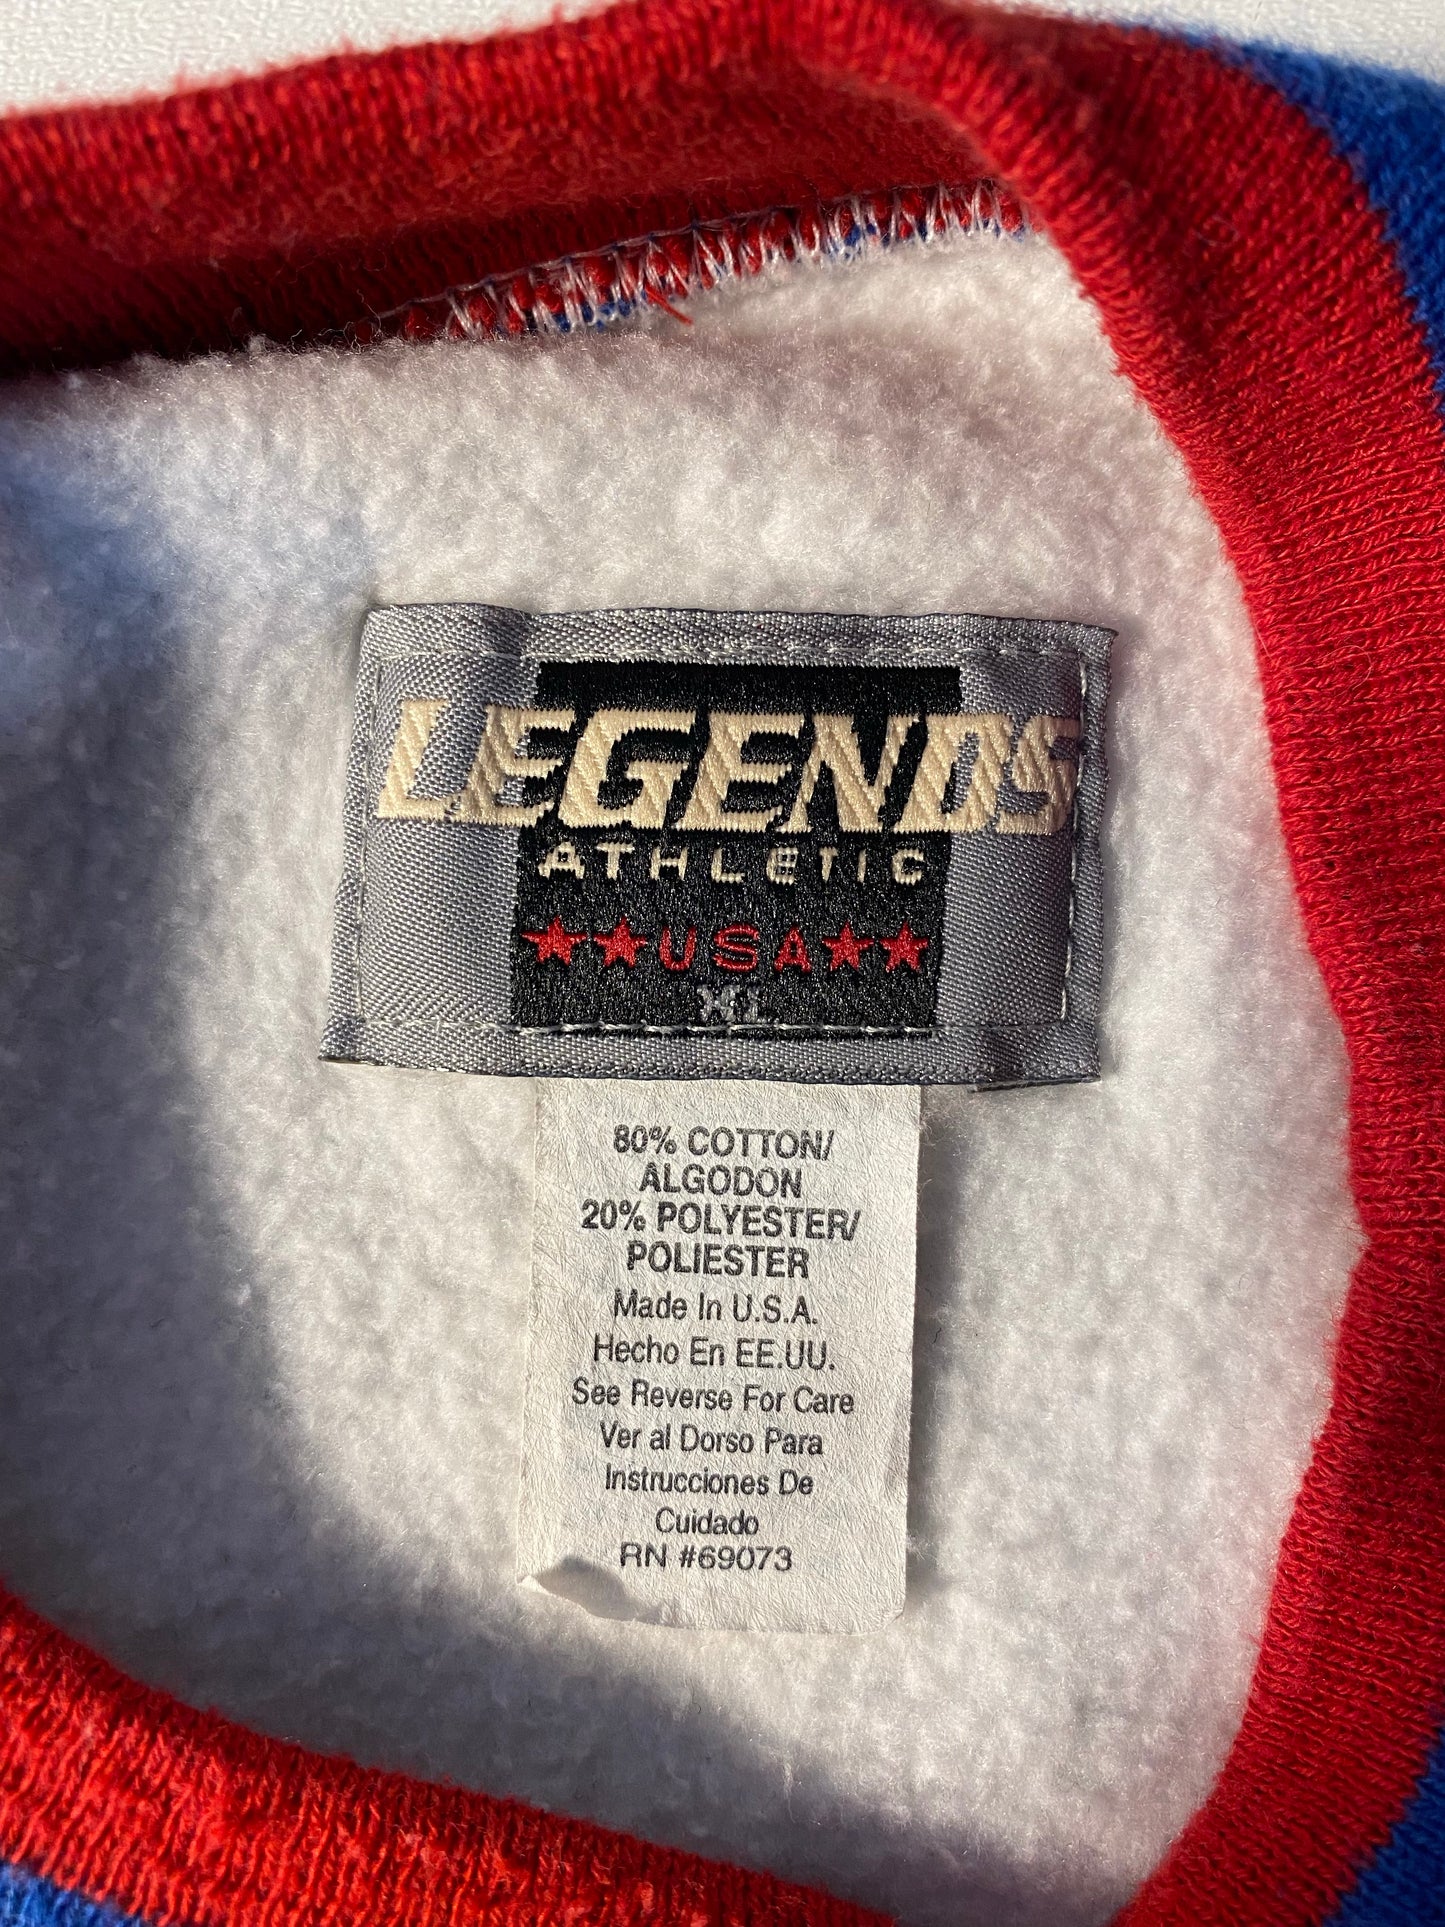 LEGENDS
ATHLETIC
★★USA★★
XL
80% COTTON/
ALGODON
20% POLYESTER/
POLIESTER
Made In U.S.A.
Hecho En EE.UU.
See Reverse For Care
Ver al Dorso Para
Instrucciones De
Cuidado
RN #69073